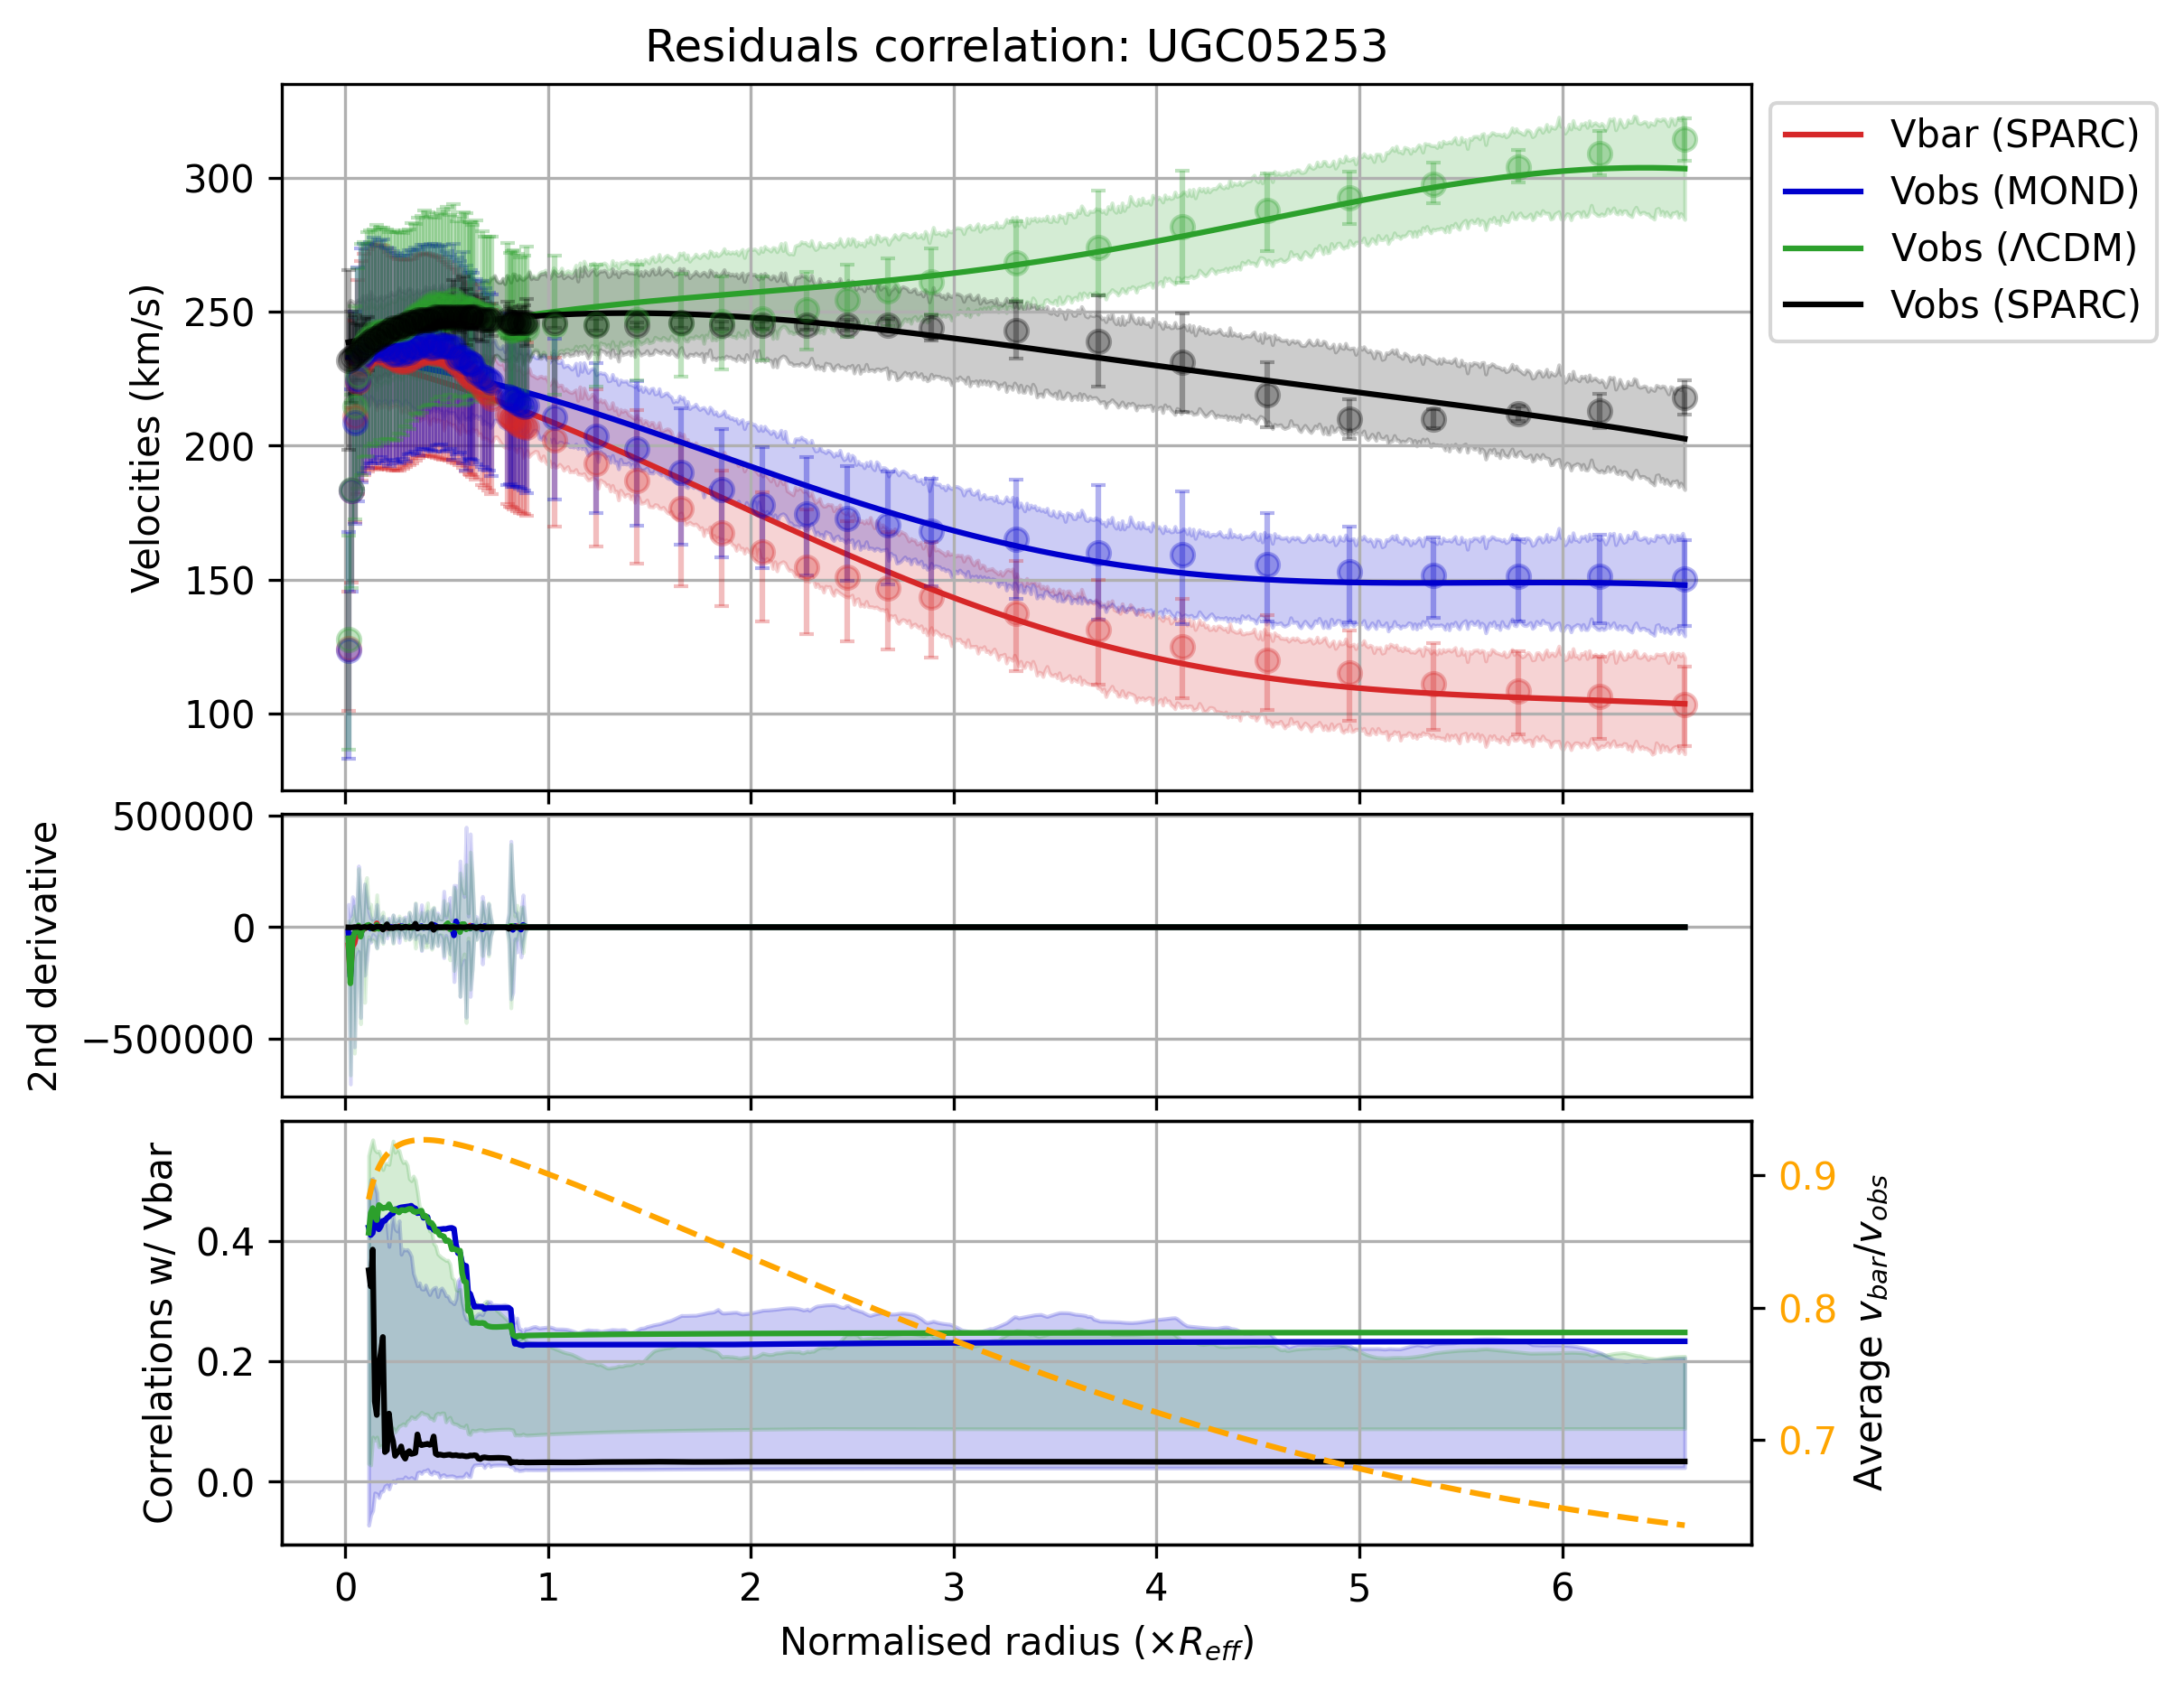 Residuals correlation: UGC05253
Vbar (SPARC)
Vobs (MOND)
Vobs (ΛCDM)
Vobs (SPARC)
Velocities (km/s)
300
250
200
150
100
2nd derivative
500000
0
−500000
Correlations w/ Vbar
0.4
0.2
0.0
0.9
0.8
0.7
Average v_bar/v_obs
0 1 2 3 4 5 6
Normalised radius (×R_eff)